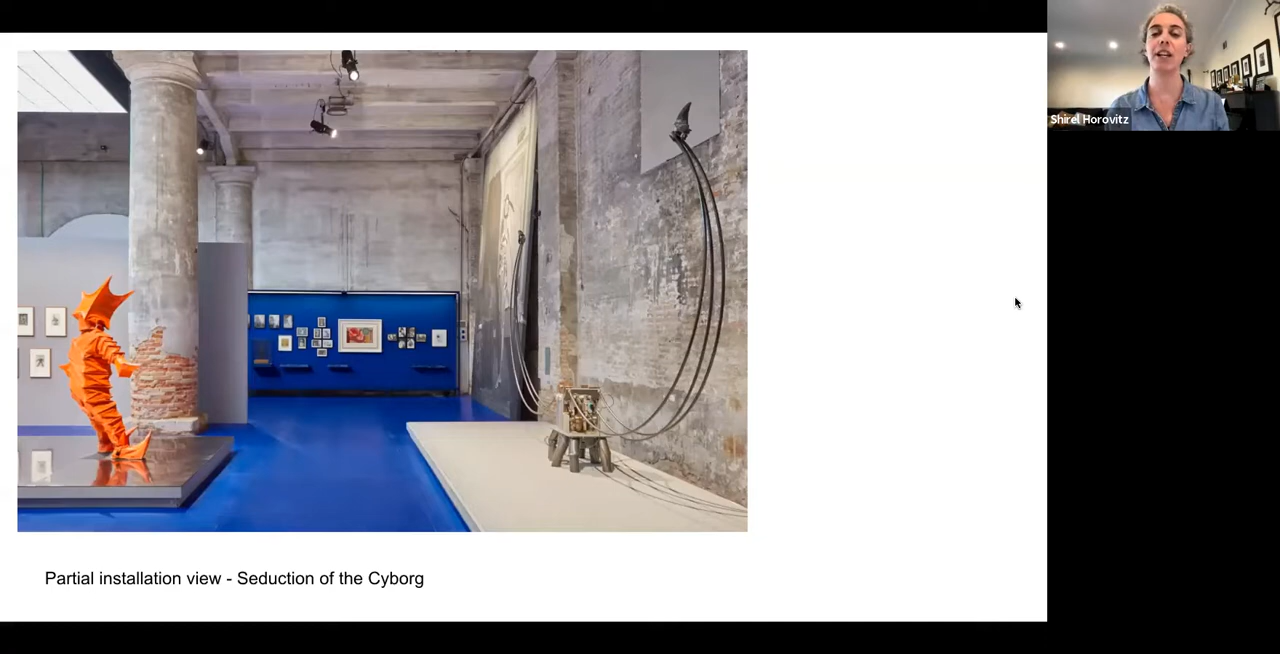 Shirel Horovitz
Partial installation view - Seduction of the Cyborg